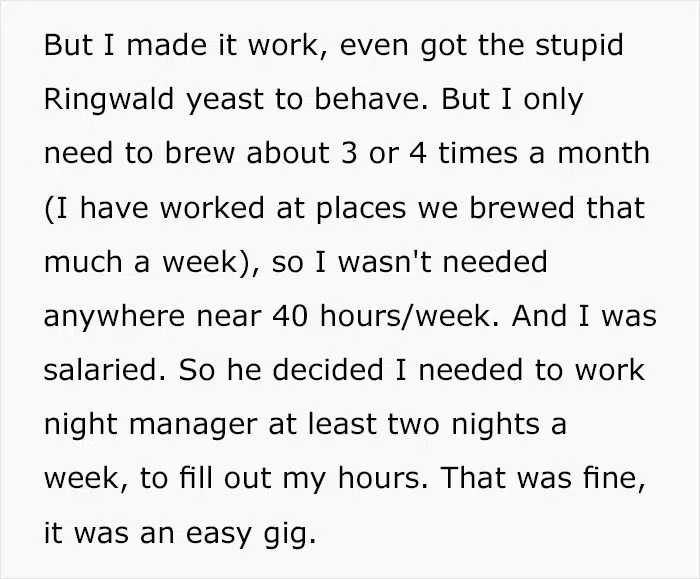 But I made it work, even got the stupid
Ringwald yeast to behave. But I only
need to brew about 3 or 4 times a month
(I have worked at places we brewed that
much a week), so I wasn't needed
anywhere near 40 hours/week. And I was
salaried. So he decided I needed to work
night manager at least two nights a
week, to fill out my hours. That was fine,
it was an easy gig.